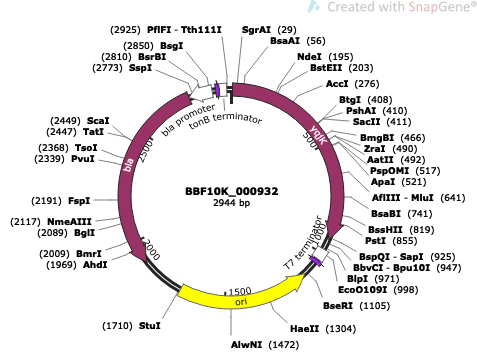 Created with SnapGene®
(2925) PflFI - Tth111I
(2850) BsgI
(2810) BsrBI
(2773) SspI
SgrAI (29)
BsaAI (56)
NdeI (195)
BstEII (203)
AccI (276)
BtgI (408)
PshAI (410)
SacII (411)
BmgBI (466)
ZraI (490)
AatII (492)
PspOMI (517)
ApaI (521)
AflIII - MluI (641)
BsaBI (741)
BssHII (819)
PstI (855)
BspQI - SapI (925)
BbvCI - Bpu10I (947)
BlpI (971)
EcoO109I (998)
BseRI (1105)
HaeII (1304)
AlwNI (1472)
(1710) StuI
(1969) AhdI
(2009) BmrI
(2089) BglI
(2117) NmeAIII
(2191) FspI
(2339) PvuI
(2368) TsoI
(2447) TatI
(2449) ScaI
bla promoter
tonB terminator
yqjK
bla
T7 terminator
ori
500
1000
1500
2000
2500
BBF10K_000932
2944 bp